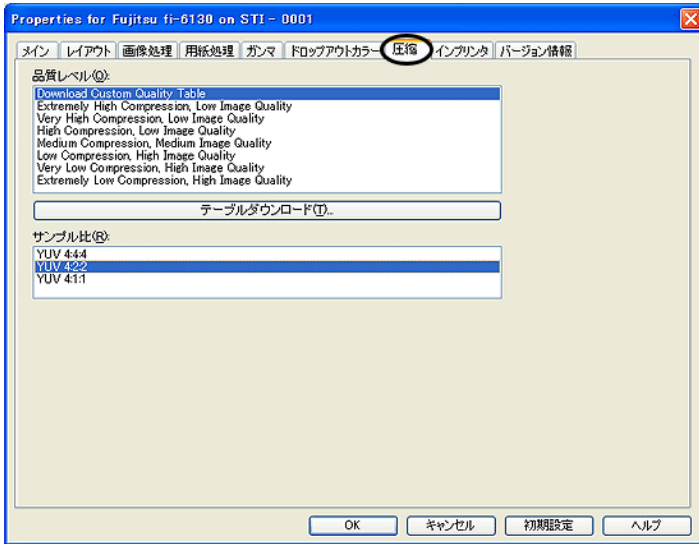 Properties for Fujitsu fi-6130 on STI - 0001
メイン レイアウト 画像処理 用紙処理 ガンマ ドロップアウトカラー 圧縮 インプリンタ バージョン情報
品質レベル(Q):
Download Custom Quality Table
Extremely High Compression, Low Image Quality
Very High Compression, Low Image Quality
High Compression, Low Image Quality
Medium Compression, Medium Image Quality
Low Compression, High Image Quality
Very Low Compression, High Image Quality
Extremely Low Compression, High Image Quality
テーブルダウンロード(T)...
サンプル比(R):
YUV 4:4:4
YUV 4:2:2
YUV 4:1:1
OK キャンセル 初期設定 ヘルプ